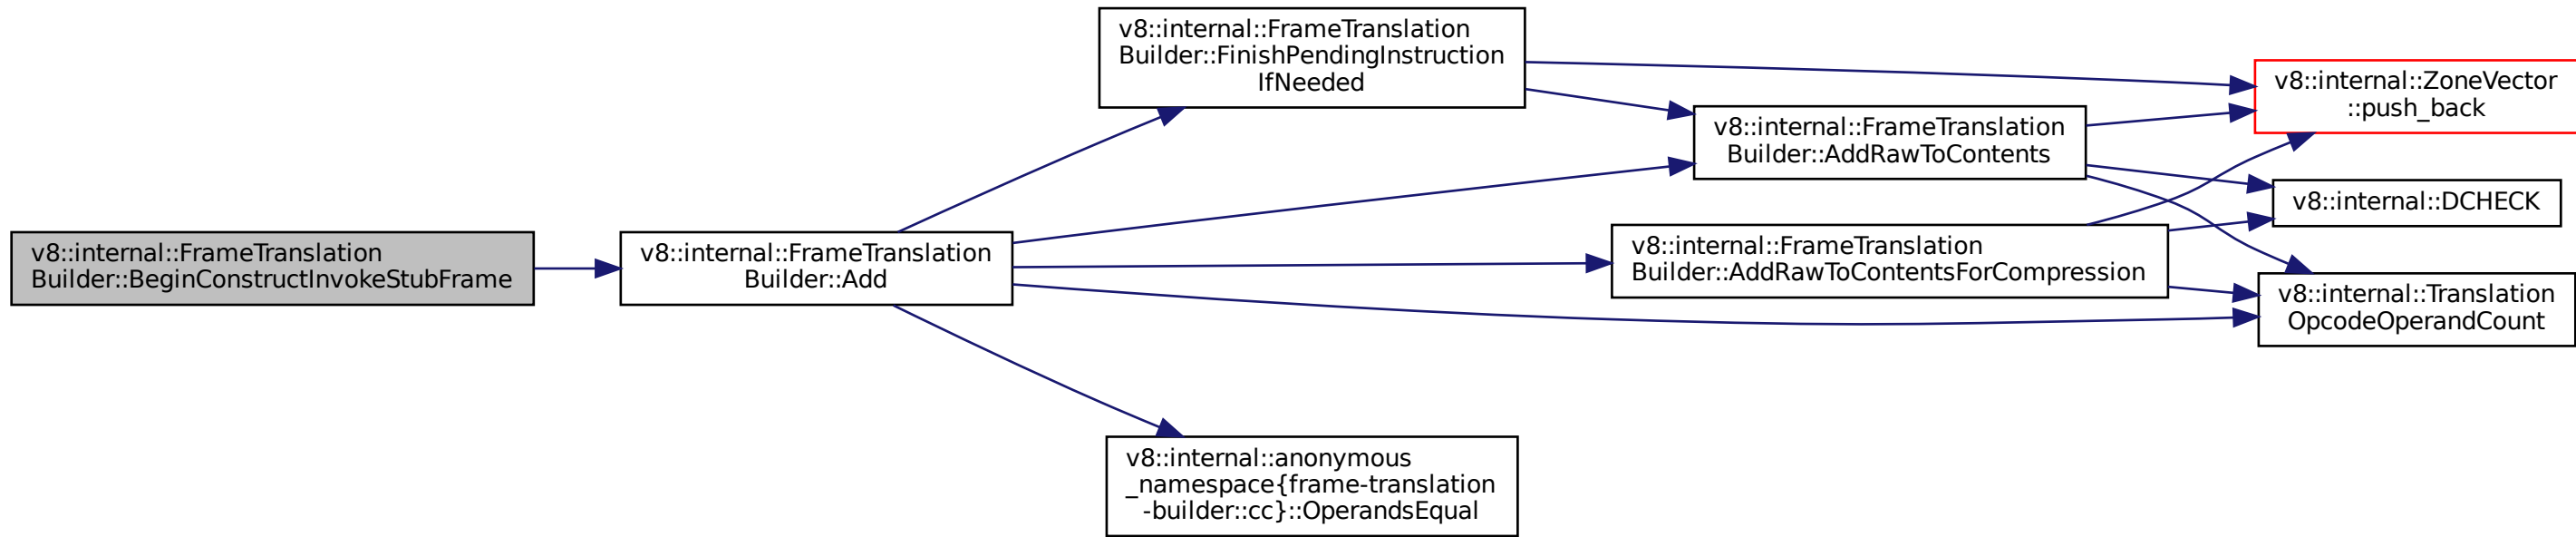 v8::internal::FrameTranslation
Builder::BeginConstructInvokeStubFrame
v8::internal::FrameTranslation
Builder::Add
v8::internal::FrameTranslation
Builder::FinishPendingInstruction
IfNeeded
v8::internal::FrameTranslation
Builder::AddRawToContents
v8::internal::FrameTranslation
Builder::AddRawToContentsForCompression
v8::internal::anonymous
_namespace{frame-translation
-builder::cc}::OperandsEqual
v8::internal::ZoneVector
::push_back
v8::internal::DCHECK
v8::internal::Translation
OpcodeOperandCount